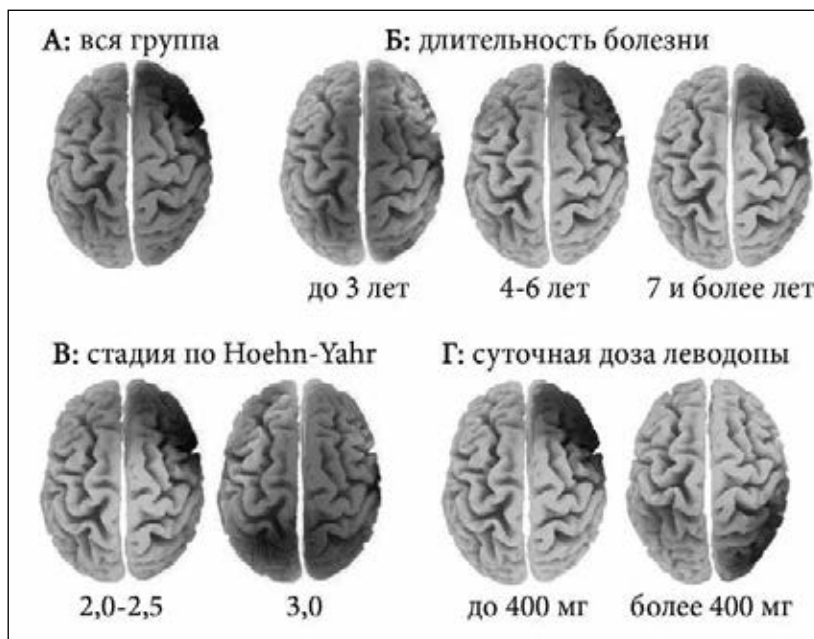 А: вся группа
Б: длительность болезни
до 3 лет
4-6 лет
7 и более лет
В: стадия по Hoehn-Yahr
Г: суточная доза леводопы
2,0-2,5
3,0
до 400 мг
более 400 мг